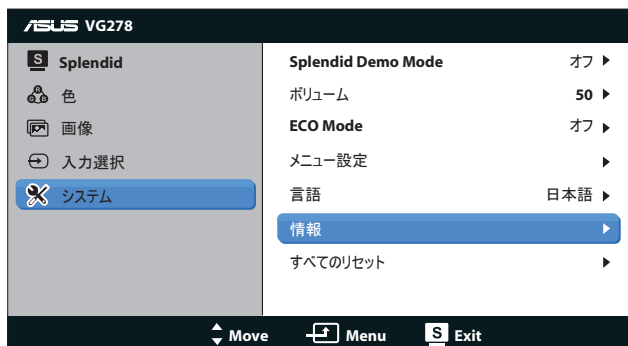 ASUS VG278
S Splendid
色
画像
入力選択
システム
Splendid Demo Mode オフ
ボリューム 50
ECO Mode オフ
メニュー設定
言語 日本語
情報
すべてのリセット
Move Menu S Exit